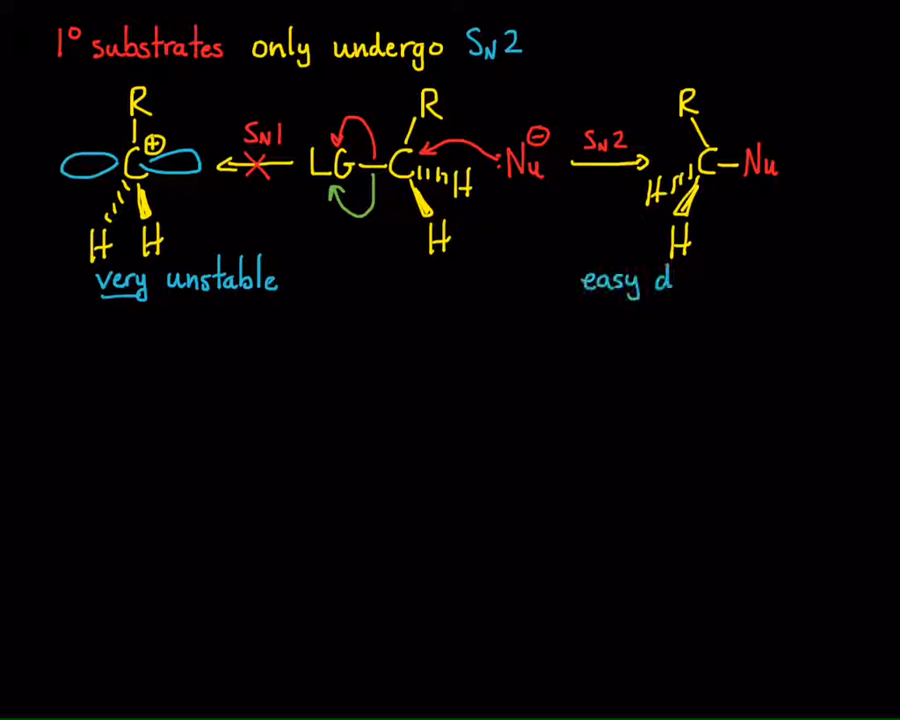 1° substrates only undergo SN2
R R R
C ⊕ SN1 LG C H Nu ⊖ SN2 C Nu
H H H H H
very unstable easy d